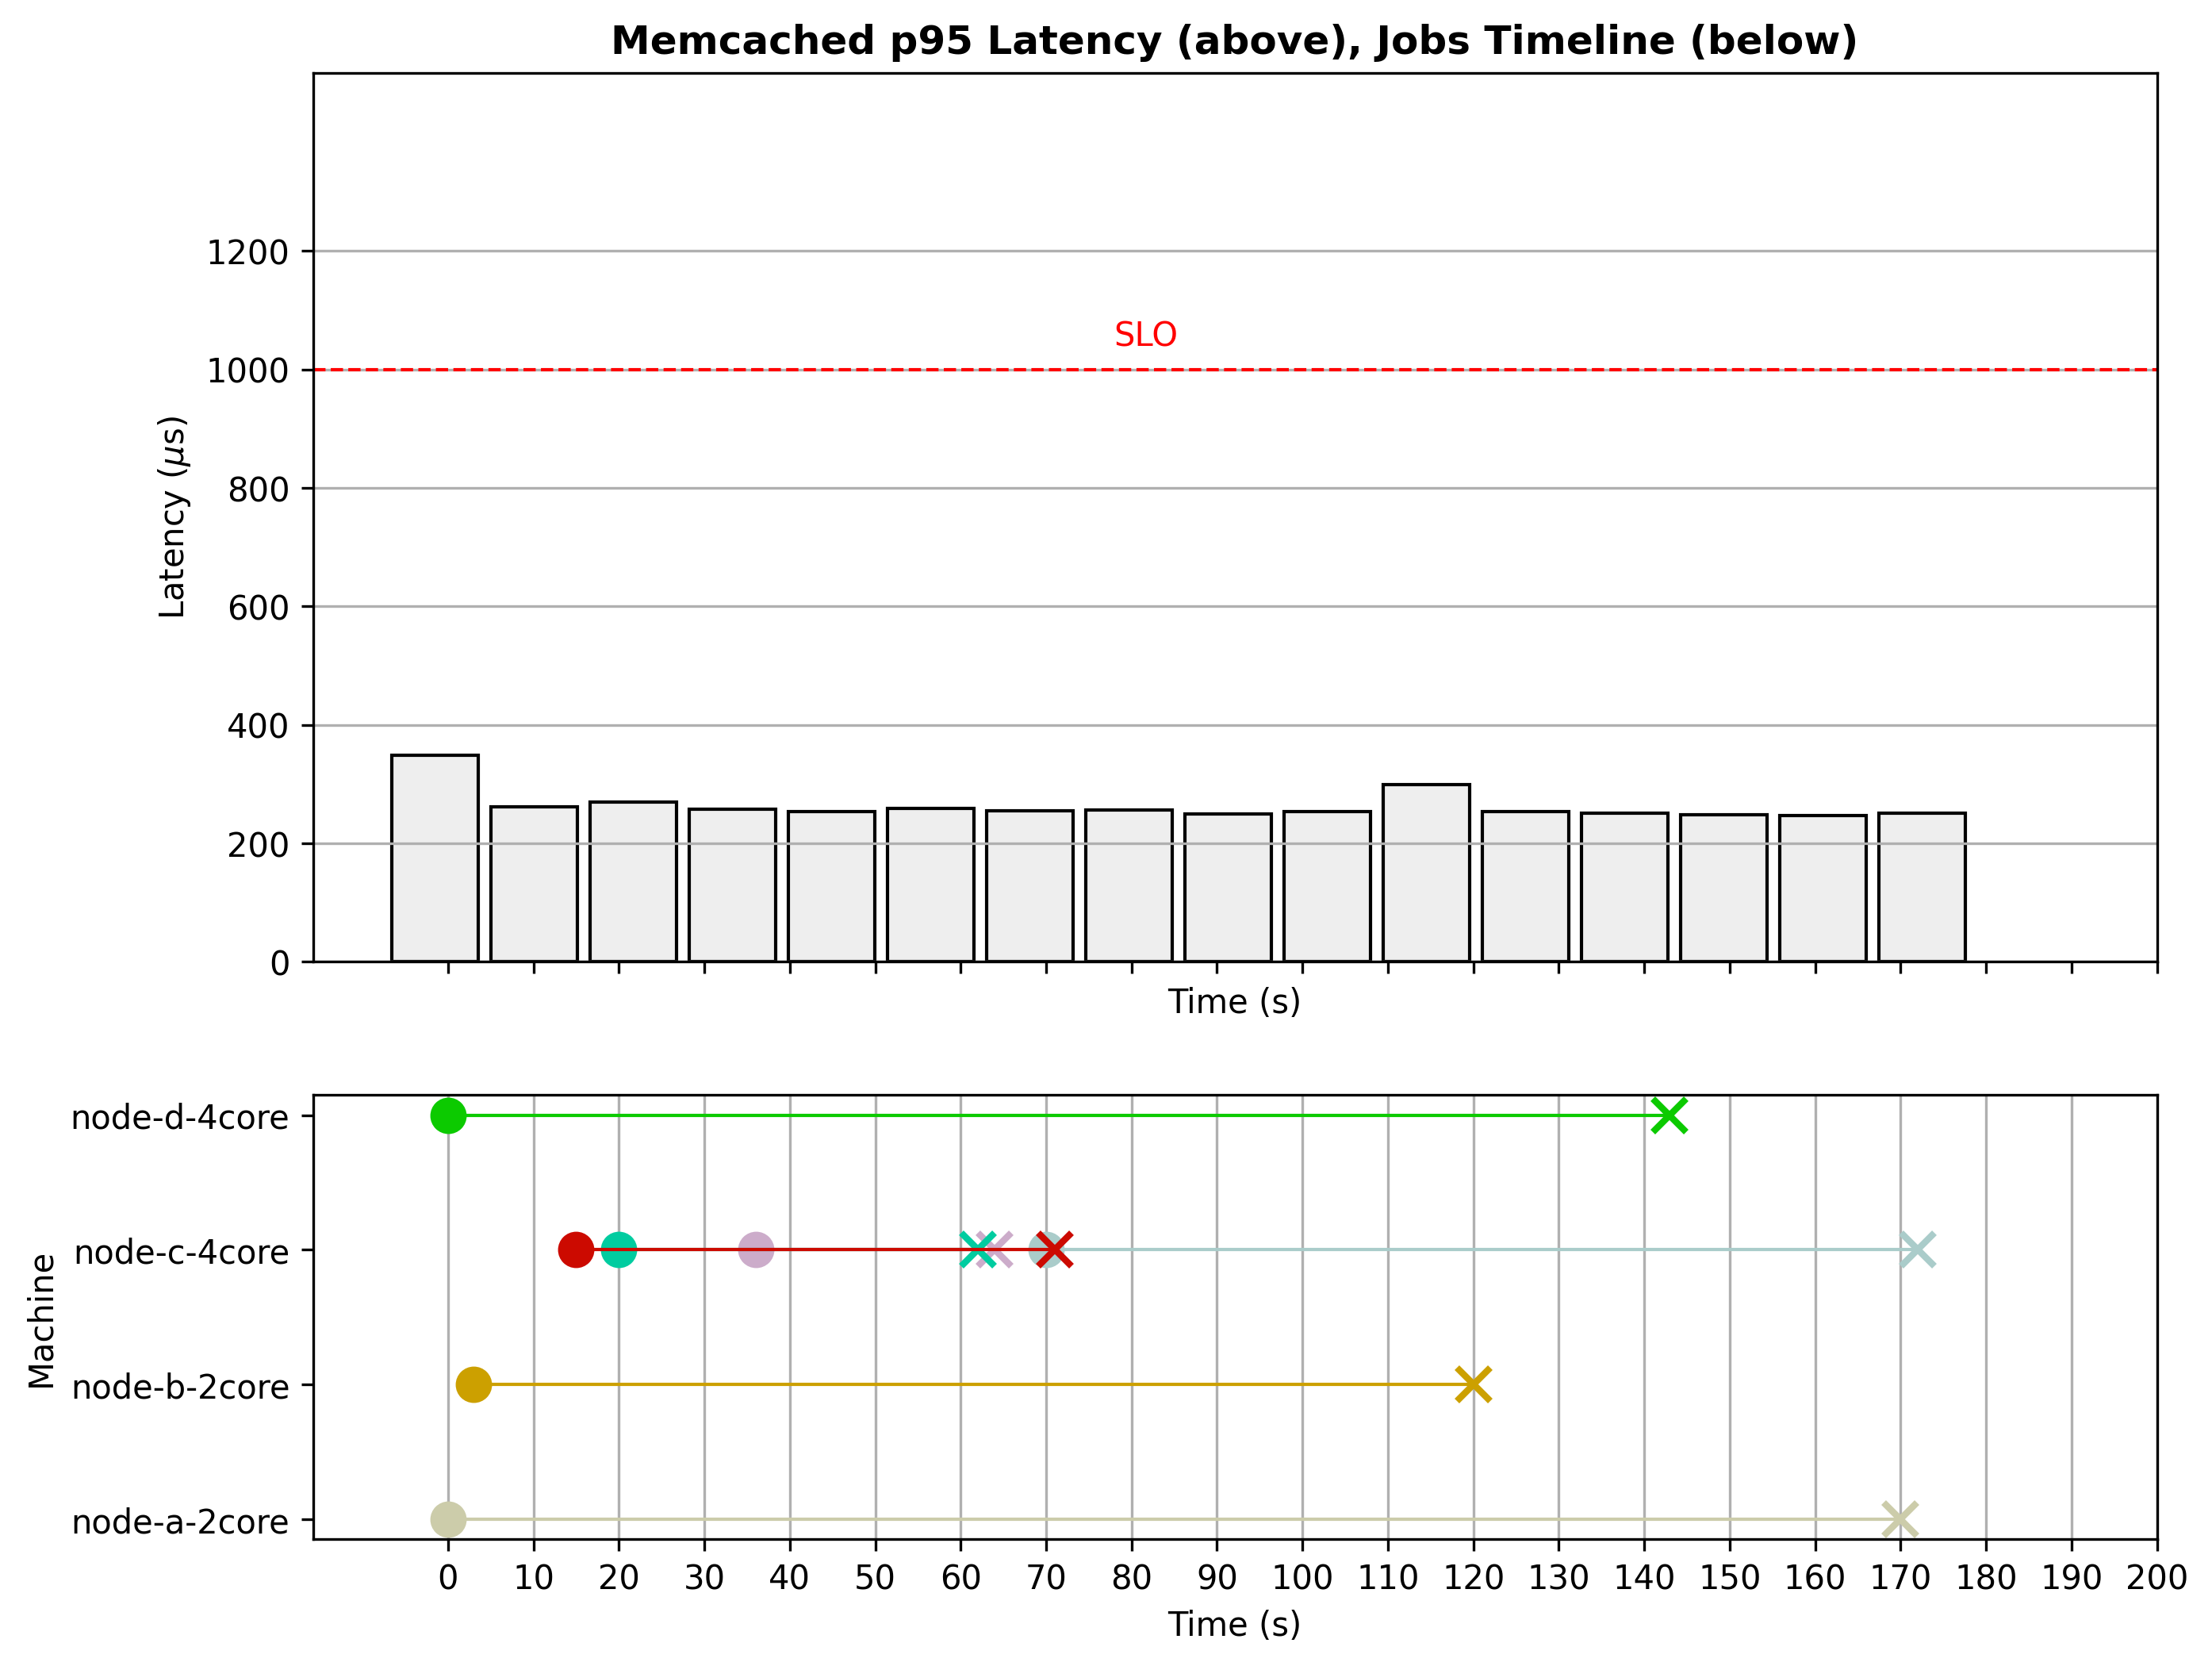 Memcached p95 Latency (above), Jobs Timeline (below)
1200
1000
800
600
400
200
0
Latency (μs)
SLO
Time (s)
node-d-4core
node-c-4core
node-b-2core
node-a-2core
Machine
0 10 20 30 40 50 60 70 80 90 100 110 120 130 140 150 160 170 180 190 200
Time (s)